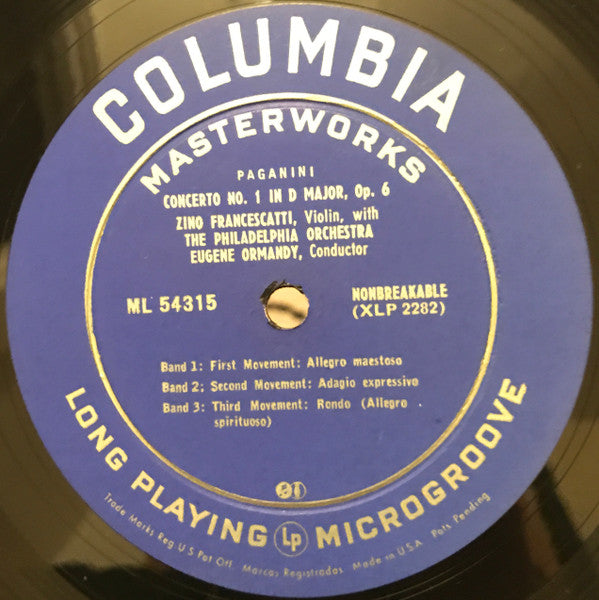 COLUMBIA
MASTERWORKS
PAGANINI
CONCERTO NO. 1 IN D MAJOR, Op. 6
ZINO FRANCESCATTI, Violin, with
THE PHILADELPHIA ORCHESTRA
EUGENE ORMANDY, Conductor
ML 54315
NONBREAKABLE
(XLP 2282)
Band 1: First Movement: Allegro maestoso
Band 2: Second Movement: Adagio expressivo
Band 3: Third Movement: Rondo (Allegro
spirituoso)
LONG PLAYING Lp MICROGROOVE
Trade Marks Reg U S Pat Off. Marcas Registradas Made in U.S.A. Pats Pending